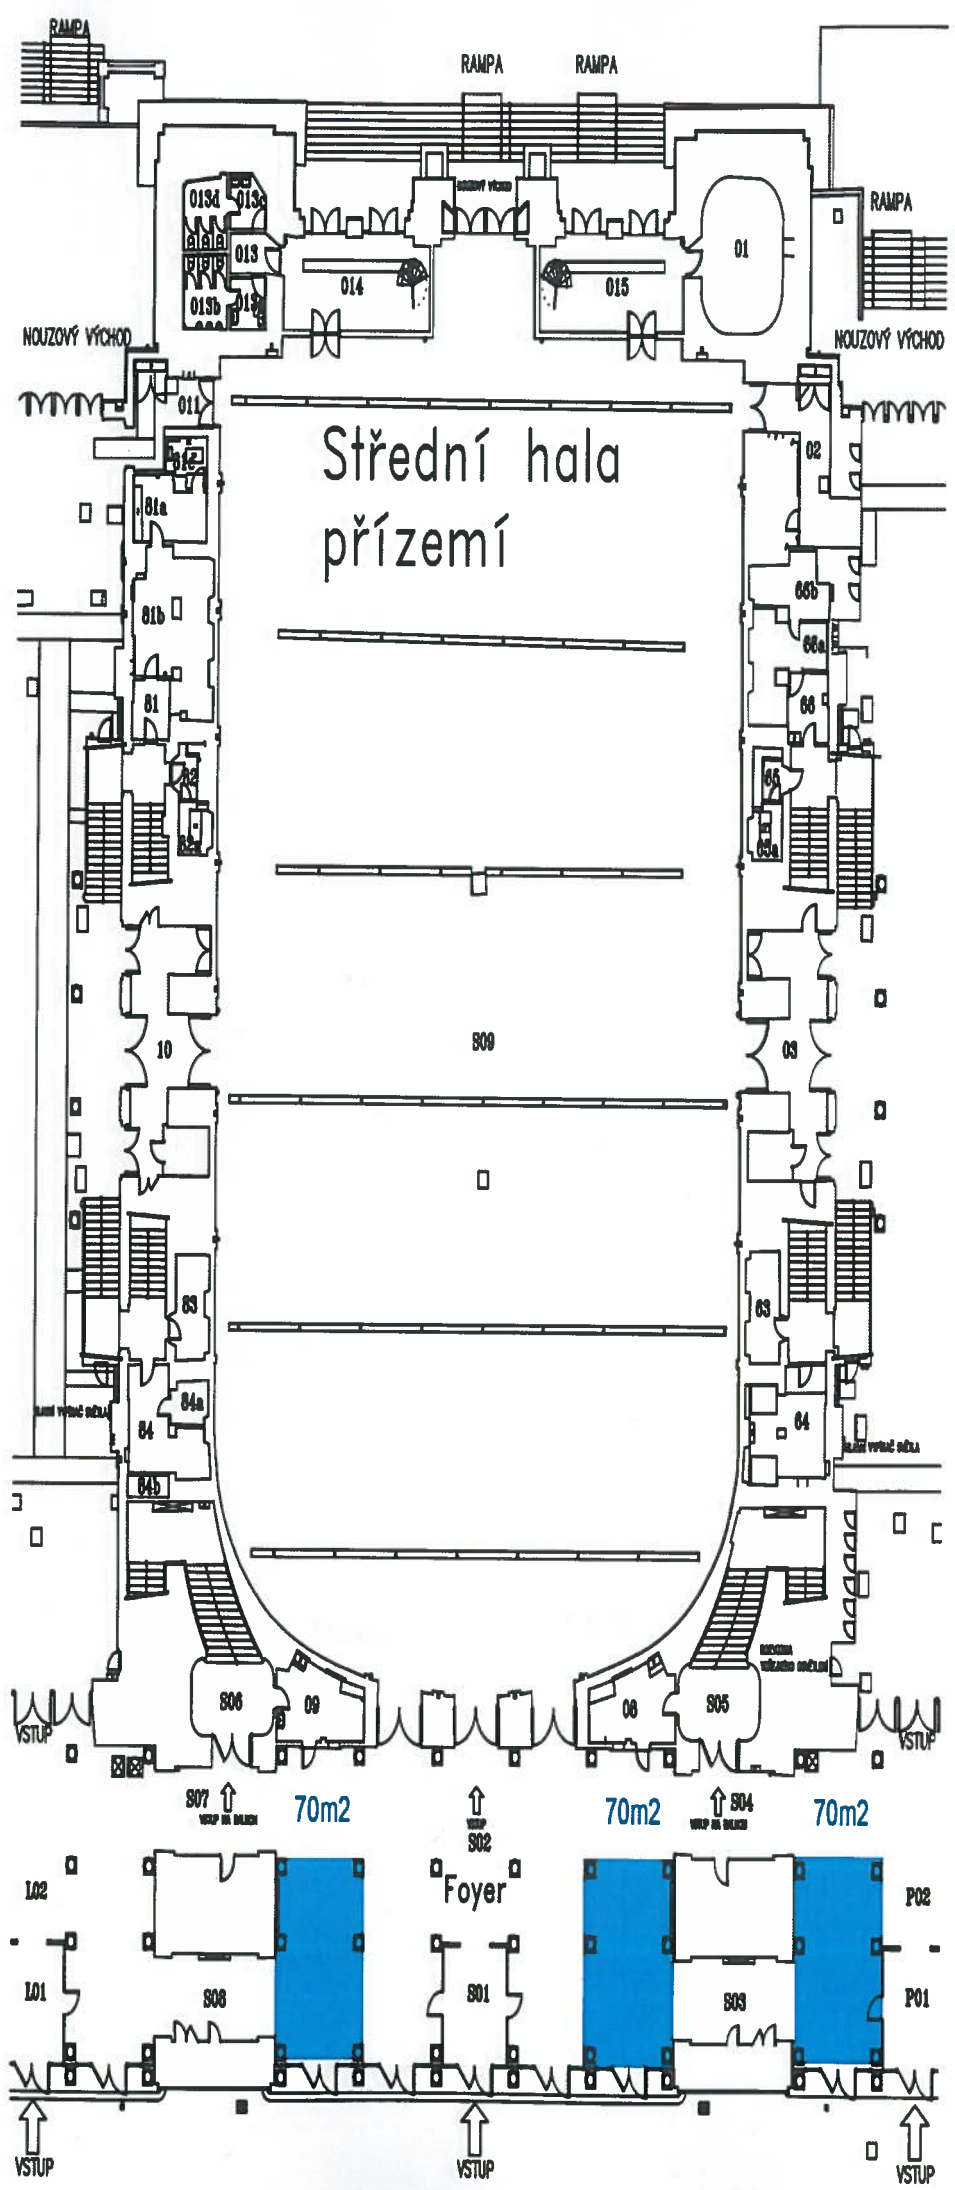 RAMPA
RAMPA
RAMPA
013d
013c
RAMPA
013
01
014
015
013b
NOUZOVÝ VÝCHOD
NOUZOVÝ VÝCHOD
011
02
Střední hala
přízemí
81a
81b
66b
66a
81
66
82
65
82a
65a
S09
10
03
83
63
84a
84
64
84b
S06
09
08
S05
VSTUP
VSTUP
S07
70m2
VSTUP
S02
70m2
S04
70m2
L02
Foyer
P02
L01
S08
S01
S03
P01
VSTUP
VSTUP
VSTUP